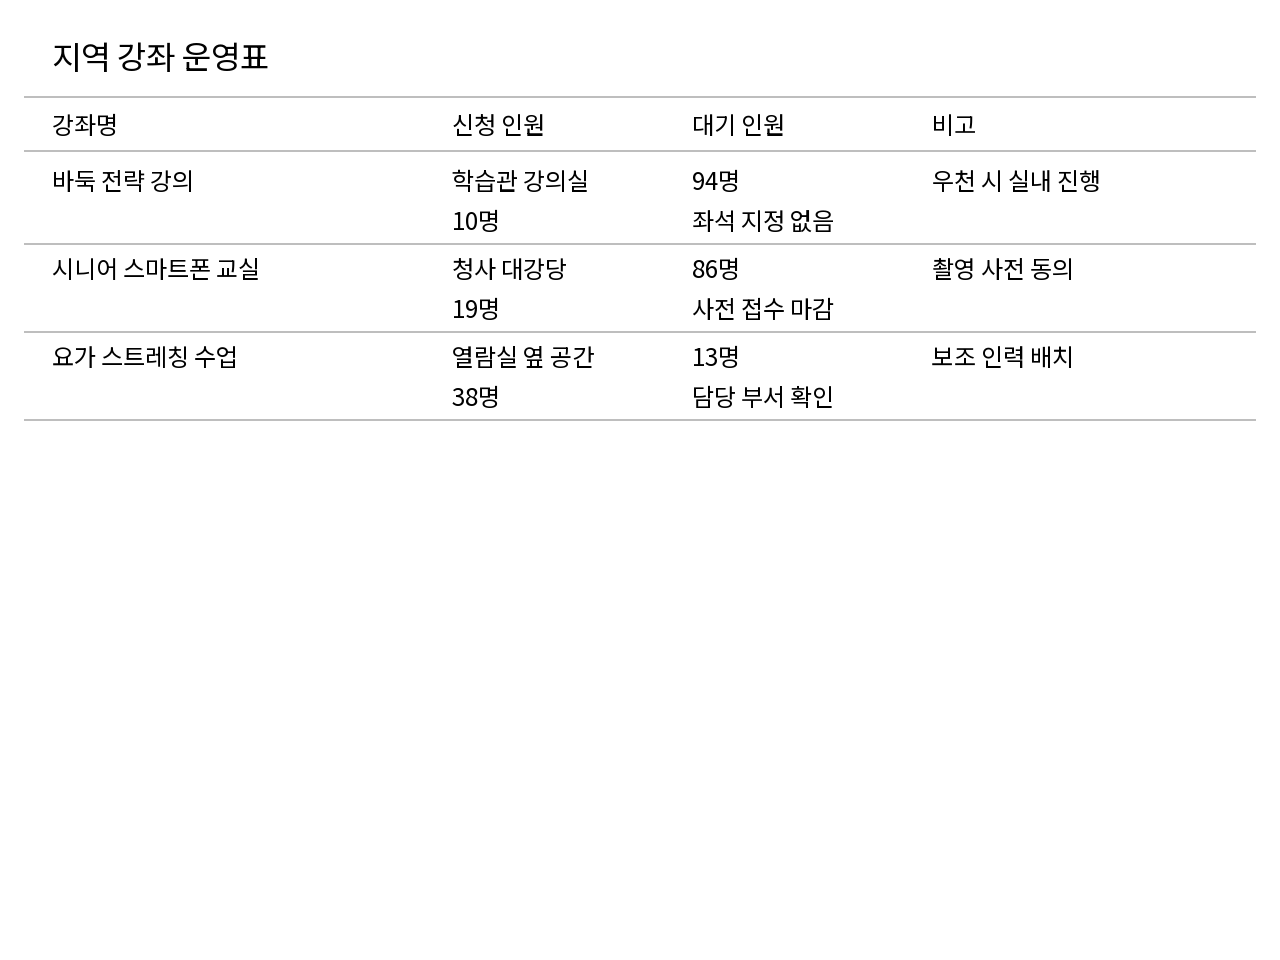 지역 강좌 운영표
강좌명 신청 인원 대기 인원 비고
바둑 전략 강의 학습관 강의실 94명 우천 시 실내 진행
10명 좌석 지정 없음
시니어 스마트폰 교실 청사 대강당 86명 촬영 사전 동의
19명 사전 접수 마감
요가 스트레칭 수업 열람실 옆 공간 13명 보조 인력 배치
38명 담당 부서 확인